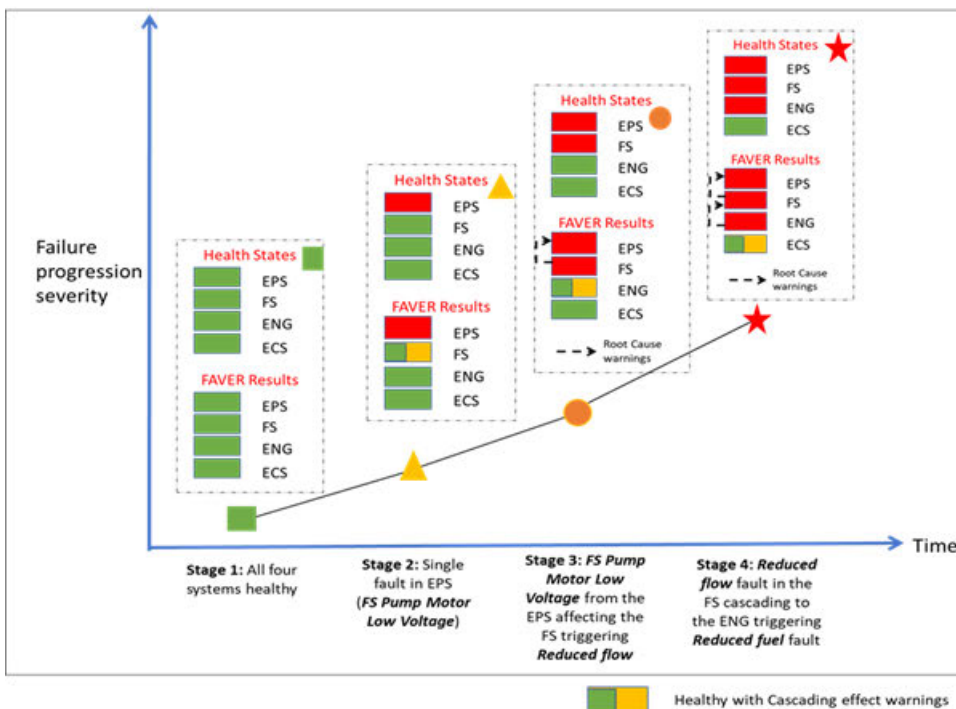 Failure
progression
severity
Health States
EPS
FS
ENG
ECS
FAVER Results
EPS
FS
ENG
ECS
Health States
EPS
FS
ENG
ECS
FAVER Results
EPS
FS
ENG
ECS
Health States
EPS
FS
ENG
ECS
FAVER Results
EPS
FS
ENG
ECS
Root Cause
warnings
Health States
EPS
FS
ENG
ECS
FAVER Results
EPS
FS
ENG
ECS
Root Cause
warnings
Time
Stage 1: All four
systems healthy
Stage 2: Single
fault in EPS
(FS Pump Motor
Low Voltage)
Stage 3: FS Pump
Motor Low
Voltage from the
EPS affecting the
FS triggering
Reduced flow
Stage 4: Reduced
flow fault in the
FS cascading to
the ENG triggering
Reduced fuel fault
Healthy with Cascading effect warnings